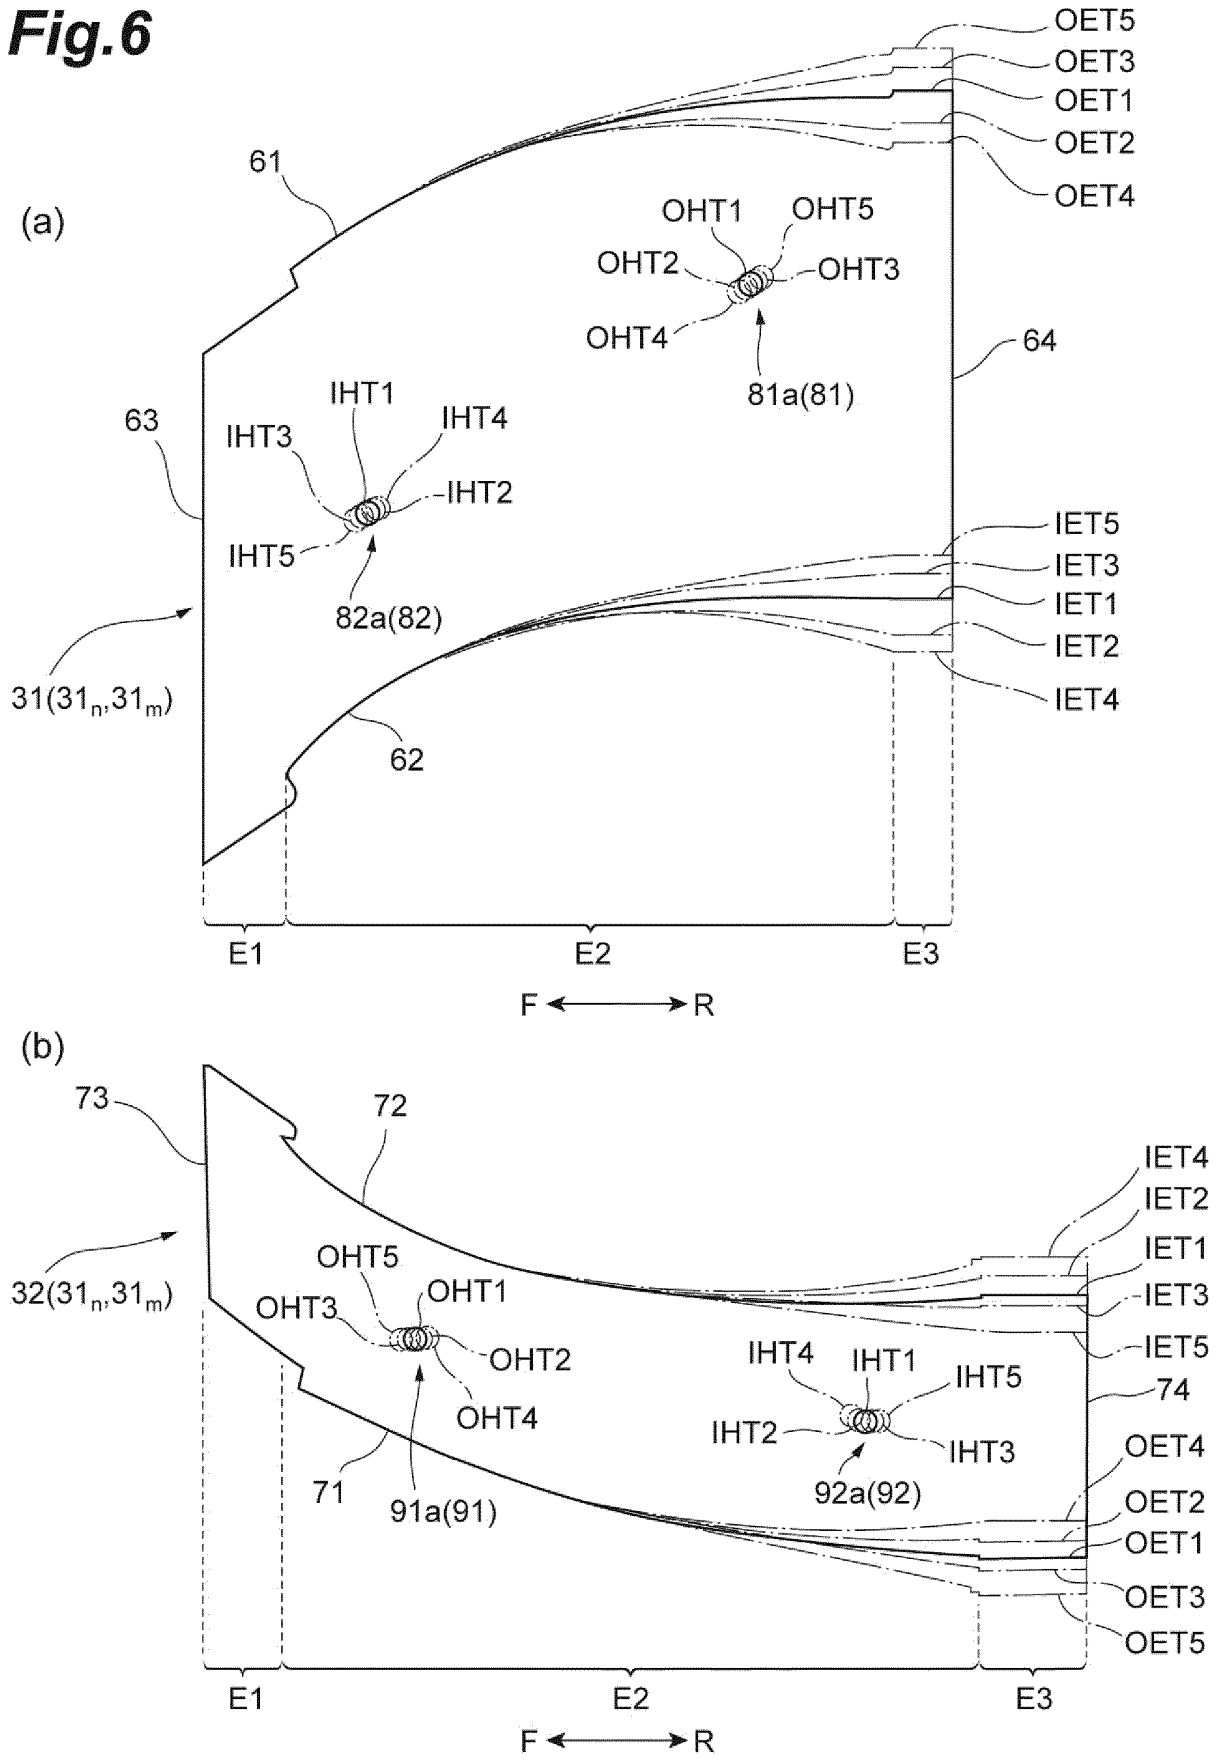 Fig.6
(a)
OET5
OET3
OET1
OET2
OET4
61
OHT1
OHT5
OHT2
OHT3
OHT4
64
81a(81)
63
IHT1
IHT4
IHT3
IHT2
IHT5
82a(82)
IET5
IET3
IET1
IET2
IET4
31(31n,31m)
62
E1
E2
E3
F
R
(b)
73
72
IET4
IET2
IET1
IET3
IET5
32(31n,31m)
OHT5
OHT1
OHT3
OHT2
OHT4
IHT4
IHT1
IHT5
IHT2
IHT3
74
71
91a(91)
92a(92)
OET4
OET2
OET1
OET3
OET5
E1
E2
E3
F
R